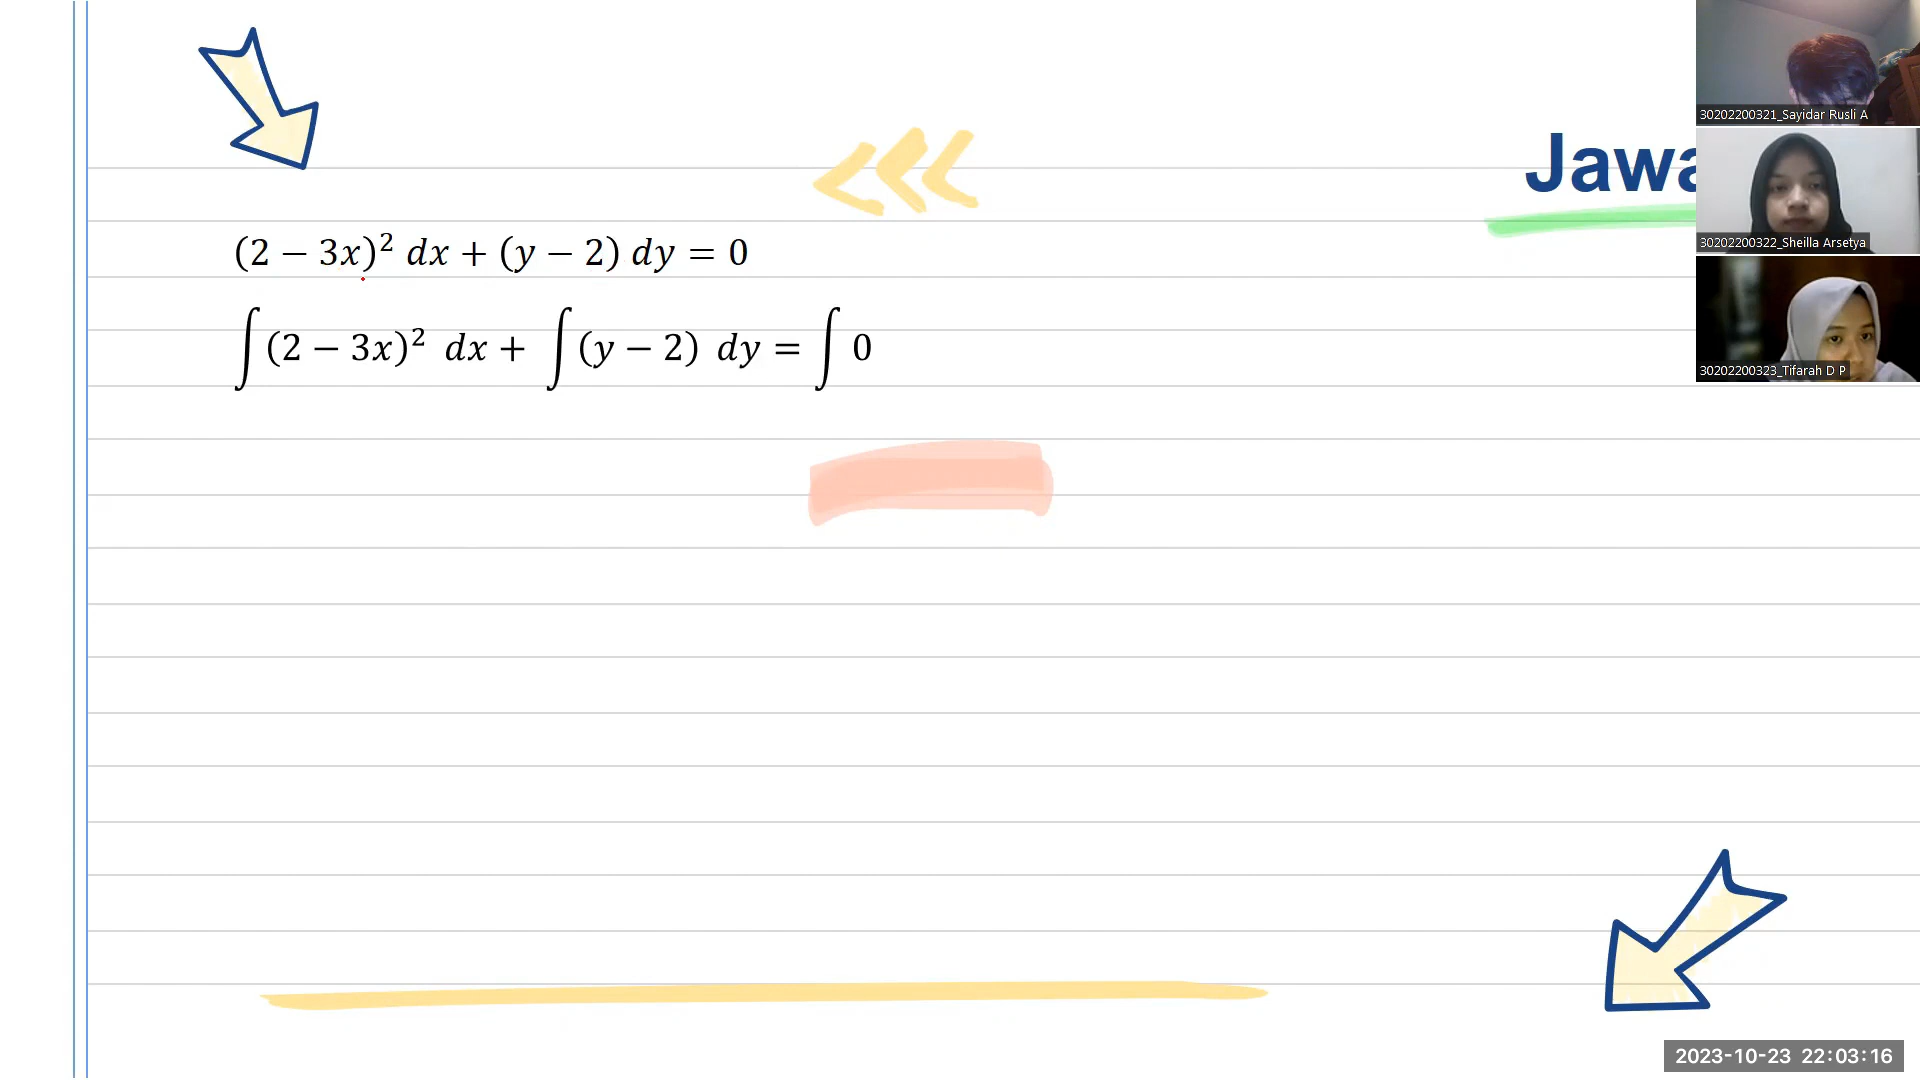 Jawa
(2 − 3x)² dx + (y − 2) dy = 0
∫(2 − 3x)² dx + ∫(y − 2) dy = ∫ 0
30202200321_Sayidar Rusli A
30202200322_Sheilla Arsetya
30202200323_Tifarah D P
2023-10-23 22:03:16